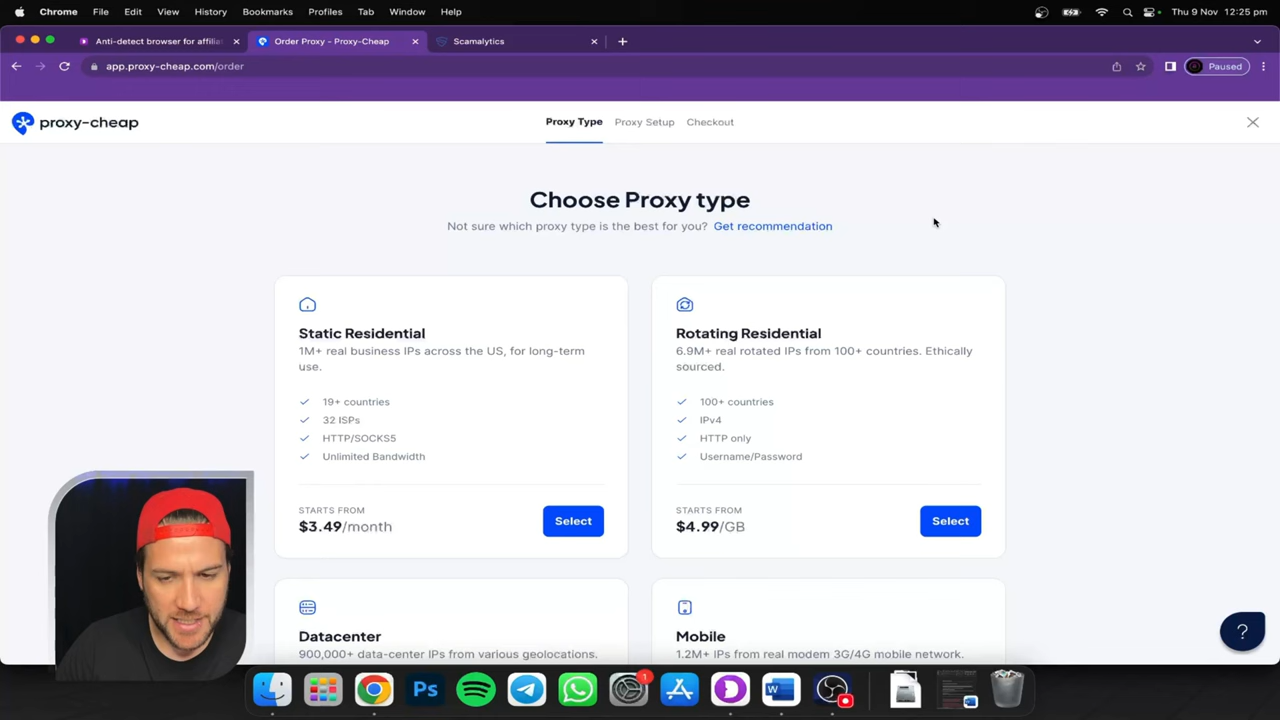 Chrome File Edit View History Bookmarks Profiles Tab Window Help Thu 9 Nov 12:25 pm
Anti-detect browser for affilia Order Proxy - Proxy-Cheap Scamalytics
app.proxy-cheap.com/order Paused
proxy-cheap Proxy Type Proxy Setup Checkout
Choose Proxy type
Not sure which proxy type is the best for you? Get recommendation
Static Residential
1M+ real business IPs across the US, for long-term
use.
19+ countries
32 ISPs
HTTP/SOCKS5
Unlimited Bandwidth
STARTS FROM
$3.49/month
Select
Rotating Residential
6.9M+ real rotated IPs from 100+ countries. Ethically
sourced.
100+ countries
IPv4
HTTP only
Username/Password
STARTS FROM
$4.99/GB
Select
Datacenter
900,000+ data-center IPs from various geolocations.
Mobile
1.2M+ IPs from real modem 3G/4G mobile network.
?
Ps
1
W